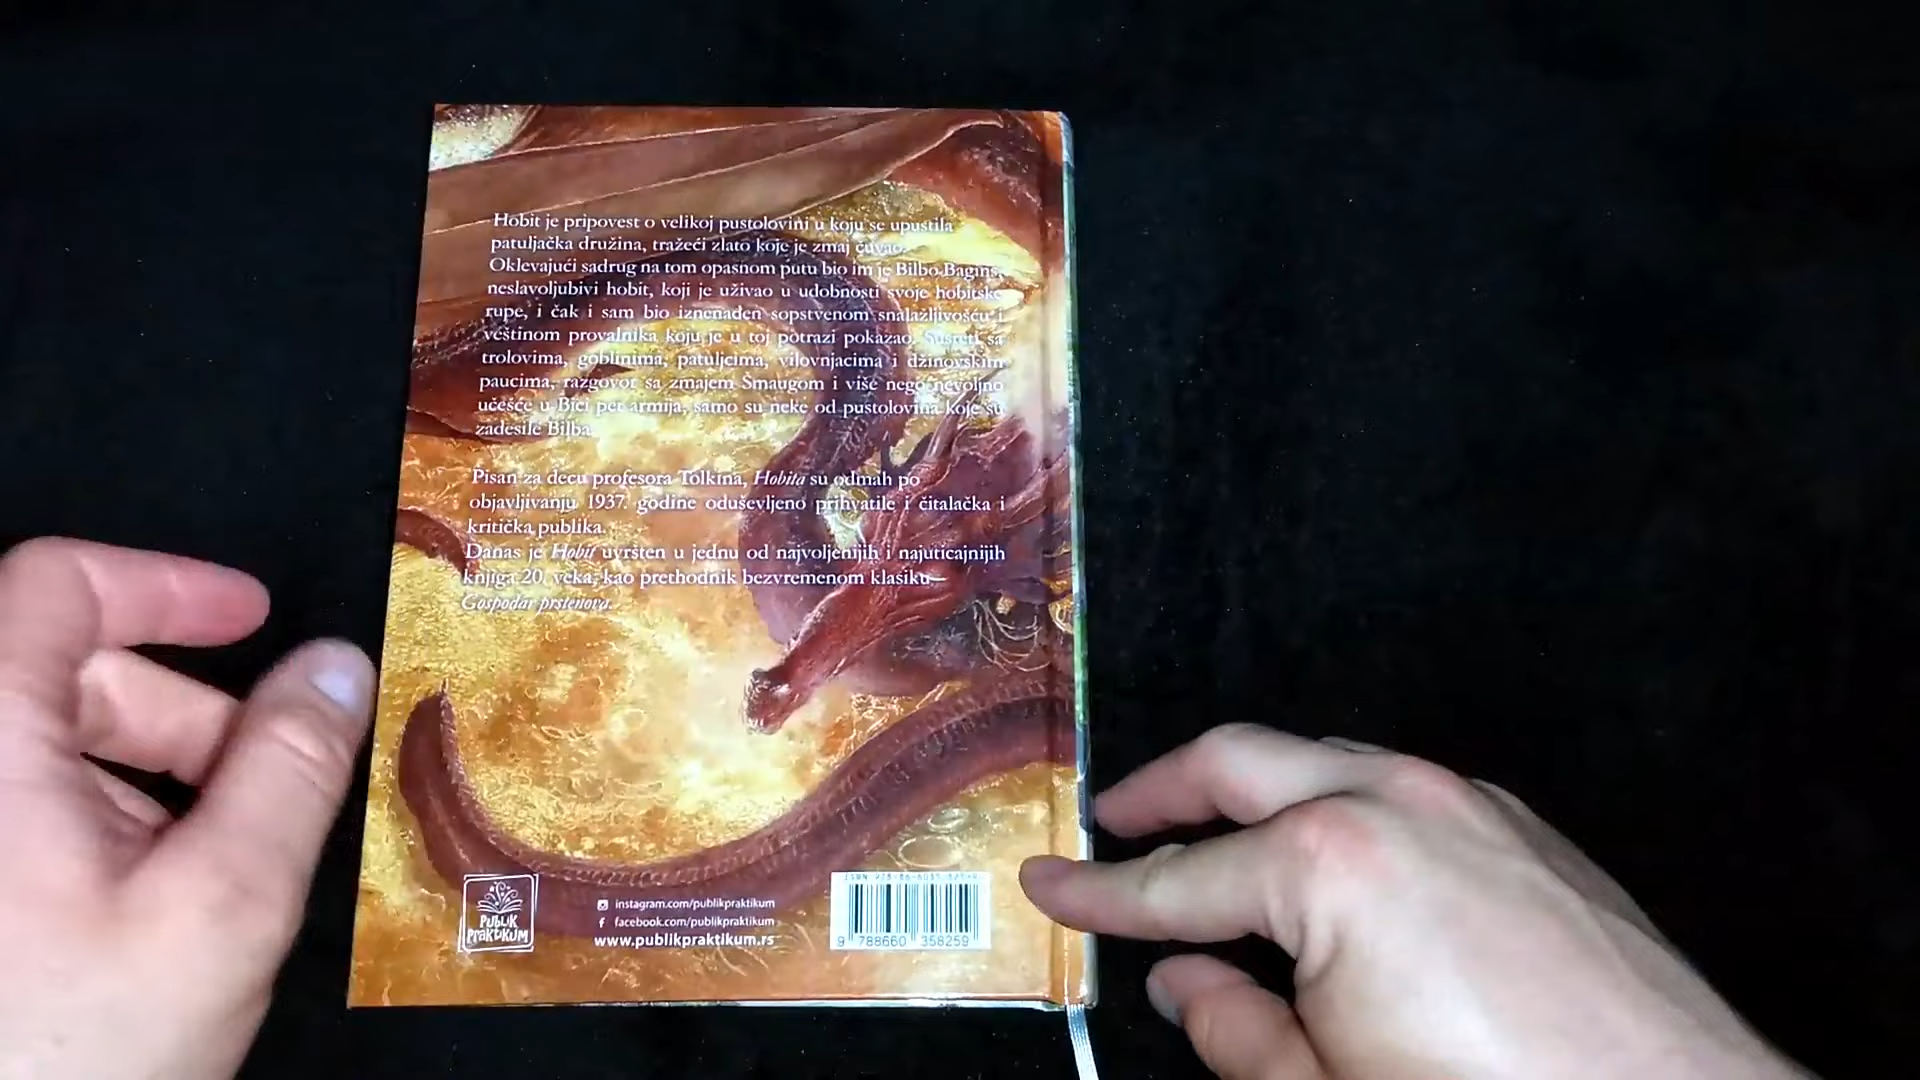 Hobit je pripovest o velikoj pustolovini u koju se upustila
patuljačka družina, tražeći zlato koje je zmaj čuvao.
Oklevajući sadrug na tom opasnom putu bio im je Bilbo Bagins,
neslavoljubivi hobit, koji je uživao u udobnosti svoje hobitske
rupe, i čak i sam bio iznenađen sopstvenom snalažljivošću i
veštinom provalnika koju je u toj potrazi pokazao. Susreti sa
trolovima, goblinima, patuljcima, vilovnjacima i džinovskim
paucima, razgovor sa zmajem Šmaugom i više nego nevoljno
učešće u Bici pet armija, samo su neke od pustolovina koje su
zadesile Bilba.
Pisan za decu profesora Tolkina, Hobita su odmah po
objavljivanju 1937. godine oduševljeno prihvatile i čitalačka i
kritička publika.
Danas je Hobit uvršten u jednu od najvoljenijih i najuticajnijih
knjiga 20. veka, kao prethodnik bezvremenom klasiku–
Gospodar prstenova.
PUBLIK
PRAKTIKUM
instagram.com/publikpraktikum
facebook.com/publikpraktikum
www.publikpraktikum.rs
9 788660 358259